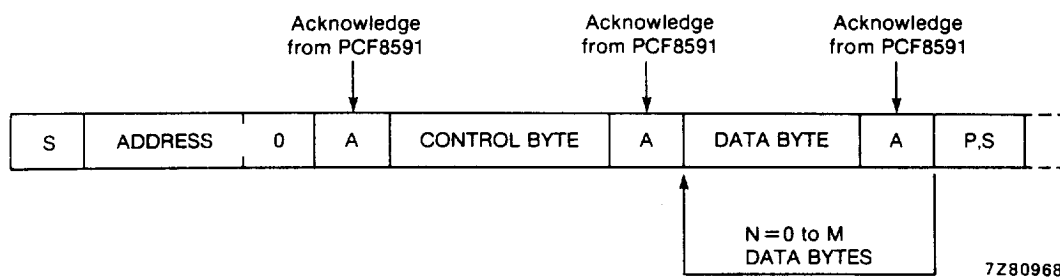 Acknowledge
from PCF8591
Acknowledge
from PCF8591
Acknowledge
from PCF8591
S ADDRESS 0 A CONTROL BYTE A DATA BYTE A P,S
N=0 to M
DATA BYTES
7Z80968